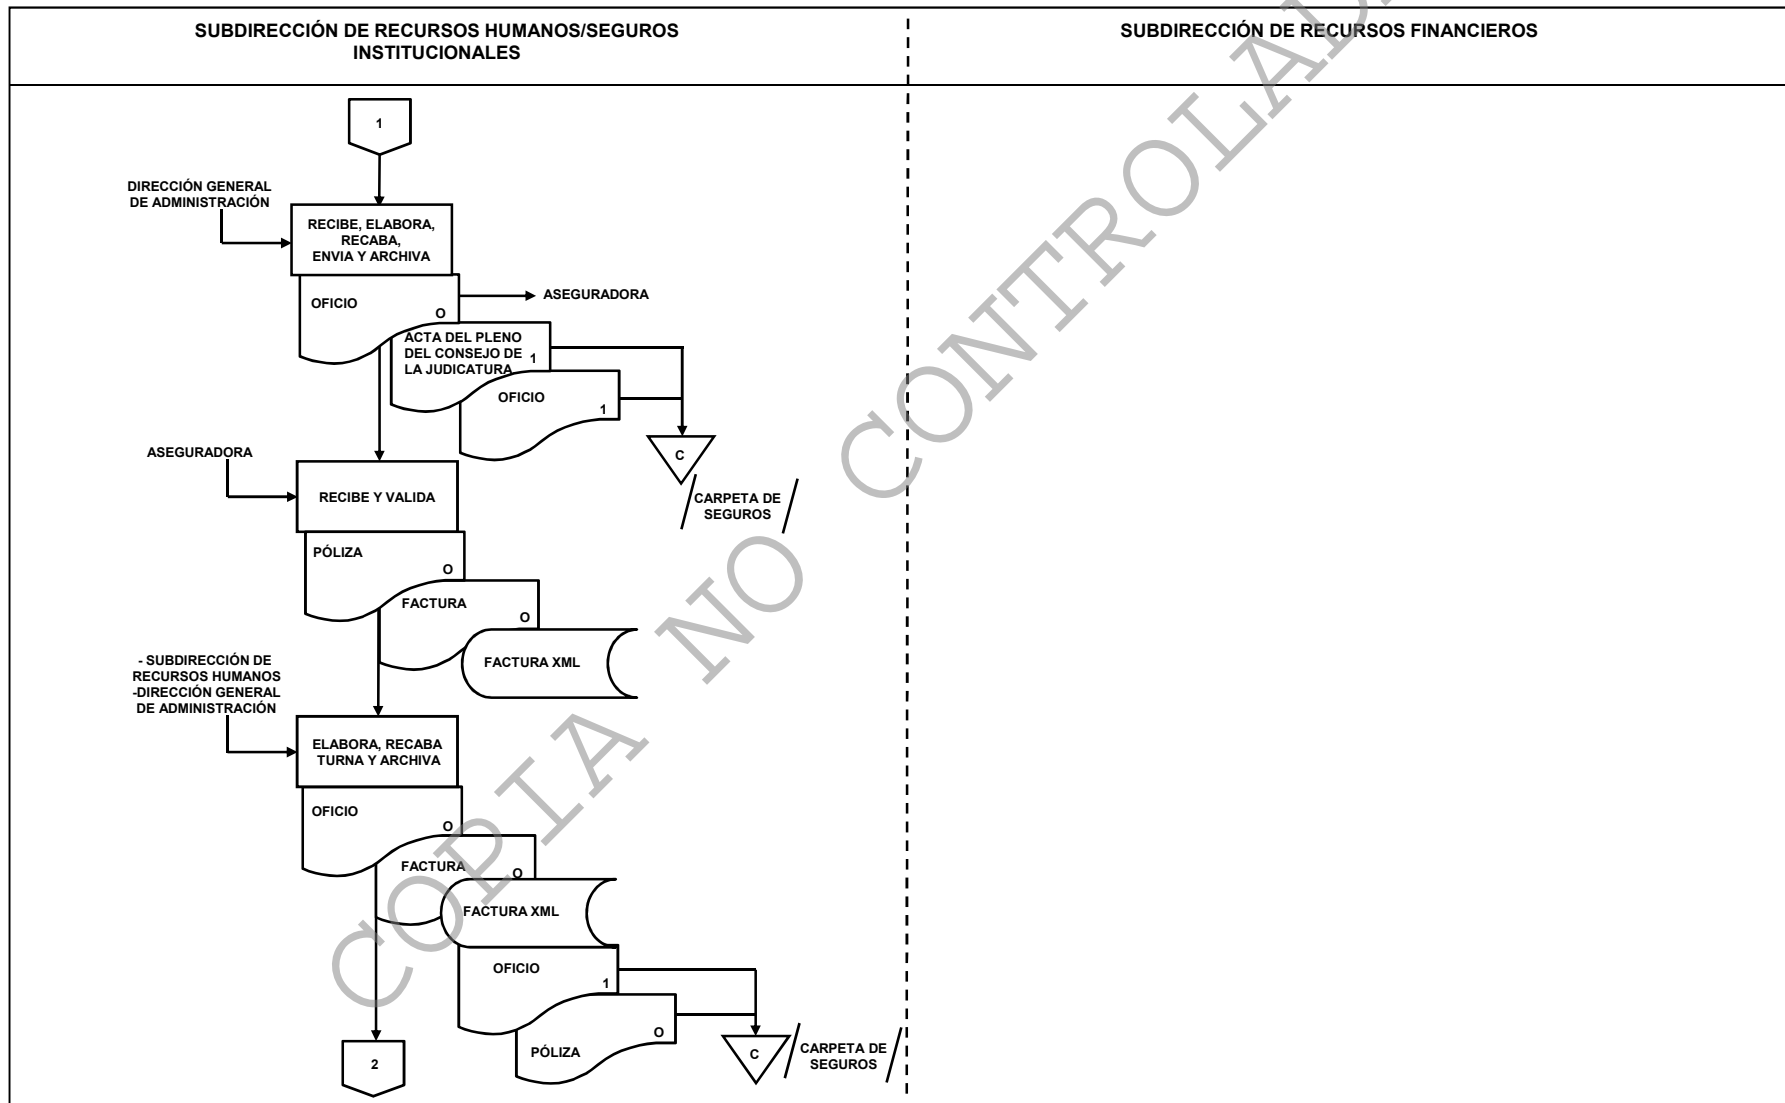 SUBDIRECCIÓN DE RECURSOS HUMANOS/SEGUROS
INSTITUCIONALES
SUBDIRECCIÓN DE RECURSOS FINANCIEROS
1
DIRECCIÓN GENERAL
DE ADMINISTRACIÓN
RECIBE, ELABORA,
RECABA,
ENVIA Y ARCHIVA
OFICIO
O
ASEGURADORA
ACTA DEL PLENO
DEL CONSEJO DE
LA JUDICATURA
1
OFICIO
1
C
CARPETA DE
SEGUROS
ASEGURADORA
RECIBE Y VALIDA
PÓLIZA
O
FACTURA
O
FACTURA XML
- SUBDIRECCIÓN DE
RECURSOS HUMANOS
-DIRECCIÓN GENERAL
DE ADMINISTRACIÓN
ELABORA, RECABA
TURNA Y ARCHIVA
OFICIO
O
FACTURA
O
FACTURA XML
OFICIO
1
PÓLIZA
O
C
CARPETA DE
SEGUROS
2
COPIA NO CONTROLAD